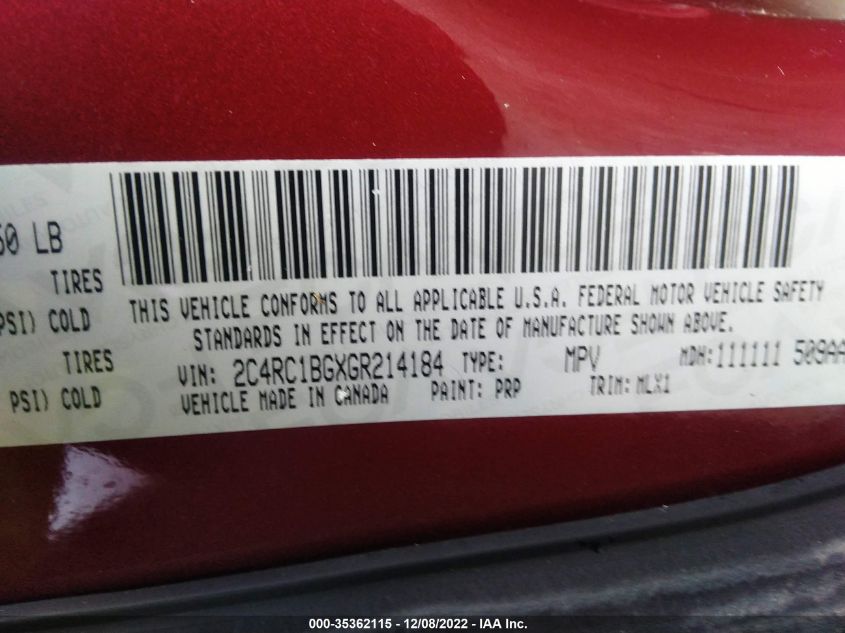 50 LB
TIRES
PSI) COLD
TIRES
PSI) COLD
THIS VEHICLE CONFORMS TO ALL APPLICABLE U.S.A. FEDERAL MOTOR VEHICLE SAFETY
STANDARDS IN EFFECT ON THE DATE OF MANUFACTURE SHOWN ABOVE.
VIN: 2C4RC1BGXGR214184 TYPE: MPV MDH: 111111 509AA
VEHICLE MADE IN CANADA PAINT: PRP TRIM: MLX1
000-35362115 - 12/08/2022 - IAA Inc.